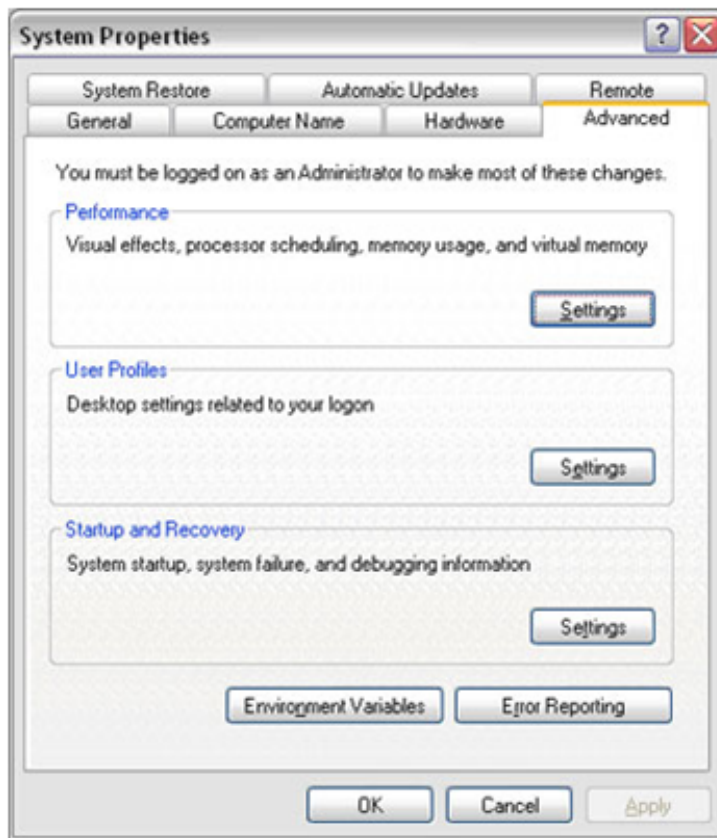 System Properties
System Restore Automatic Updates Remote
General Computer Name Hardware Advanced
You must be logged on as an Administrator to make most of these changes.
Performance
Visual effects, processor scheduling, memory usage, and virtual memory
Settings
User Profiles
Desktop settings related to your logon
Settings
Startup and Recovery
System startup, system failure, and debugging information
Settings
Environment Variables Error Reporting
OK Cancel Apply